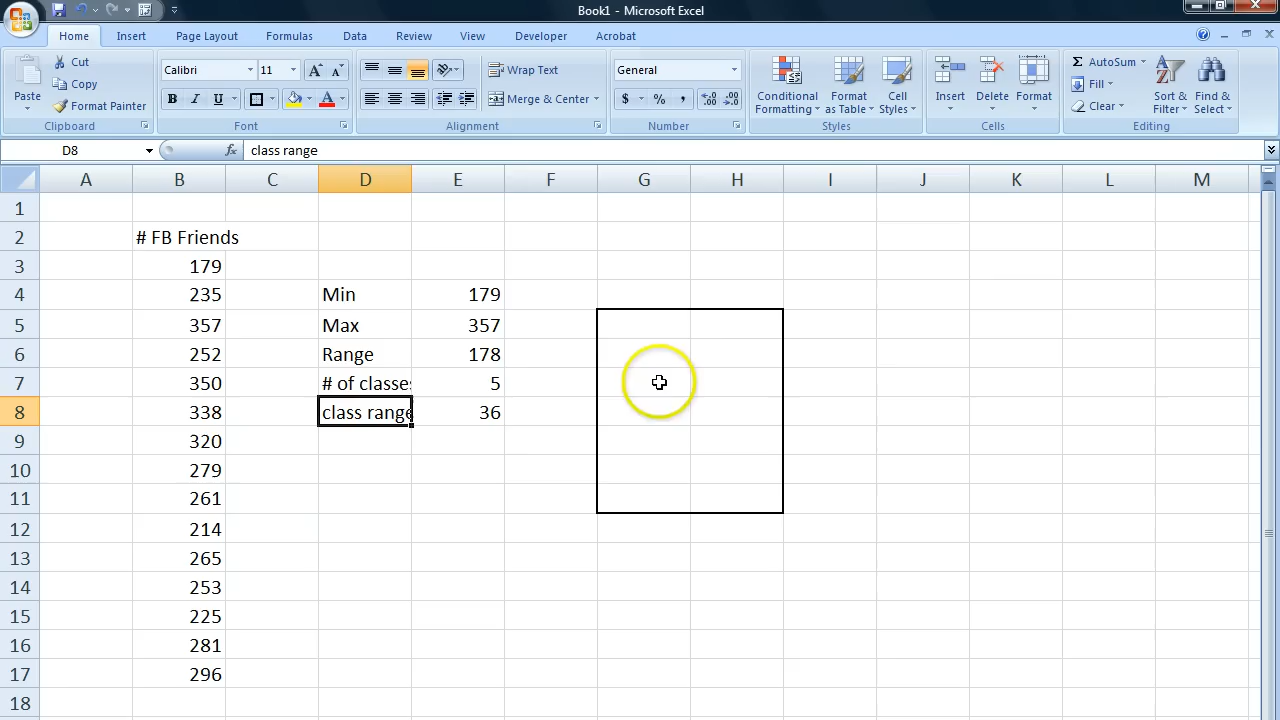 Book1 - Microsoft Excel
Home Insert Page Layout Formulas Data Review View Developer Acrobat
Paste
Cut
Copy
Format Painter
Clipboard
Calibri 11 A A
B I U A
Font
Wrap Text
Merge & Center
Alignment
General
$ % ,
Number
Conditional Formatting
Format as Table
Cell Styles
Styles
Insert Delete Format
Cells
Σ AutoSum
Fill
Clear
Sort & Filter
Find & Select
Editing
D8 fx class range
A B C D E F G H I J K L M
1
2 # FB Friends
3 179
4 235 Min 179
5 357 Max 357
6 252 Range 178
7 350 # of classes 5
8 338 class range 36
9 320
10 279
11 261
12 214
13 265
14 253
15 225
16 281
17 296
18